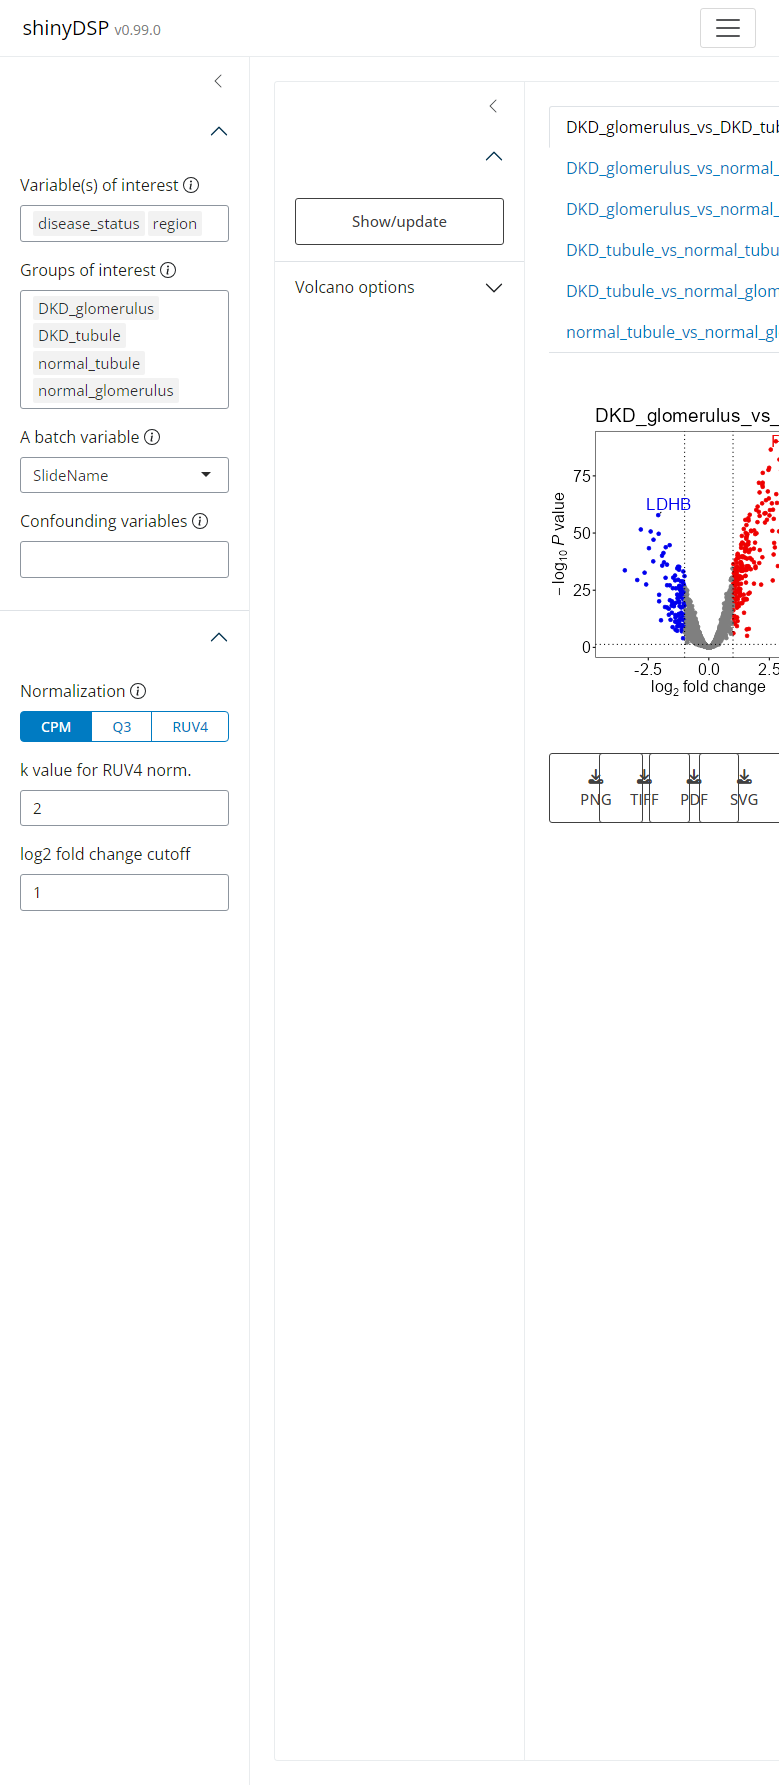 shinyDSP v0.99.0
Variable(s) of interest
disease_status region
Groups of interest
DKD_glomerulus
DKD_tubule
normal_tubule
normal_glomerulus
A batch variable
SlideName
Confounding variables
Normalization
CPM Q3 RUV4
k value for RUV4 norm.
2
log2 fold change cutoff
1
Show/update
Volcano options
DKD_glomerulus_vs_DKD_tub
DKD_glomerulus_vs_normal_
DKD_glomerulus_vs_normal_
DKD_tubule_vs_normal_tubu
DKD_tubule_vs_normal_glom
normal_tubule_vs_normal_gl
DKD_glomerulus_vs_
LDHB
75
50
25
0
− log10 P value
-2.5 0.0 2.5
log2 fold change
PNG TIFF PDF SVG